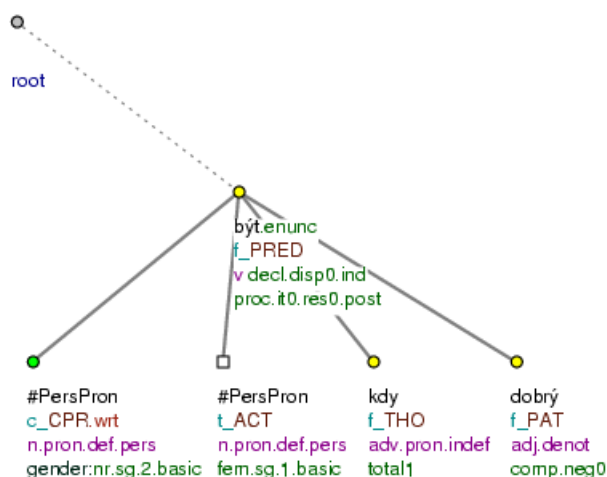 root
být.enunc
f_PRED
v decl.disp0.ind
proc.it0.res0.post
#PersPron #PersPron kdy dobrý
c_CPR.wrt t_ACT f_THO f_PAT
n.pron.def.pers n.pron.def.pers adv.pron.indef adj.denot
gender:nr.sg.2.basic fem.sg.1.basic total1 comp.neg0